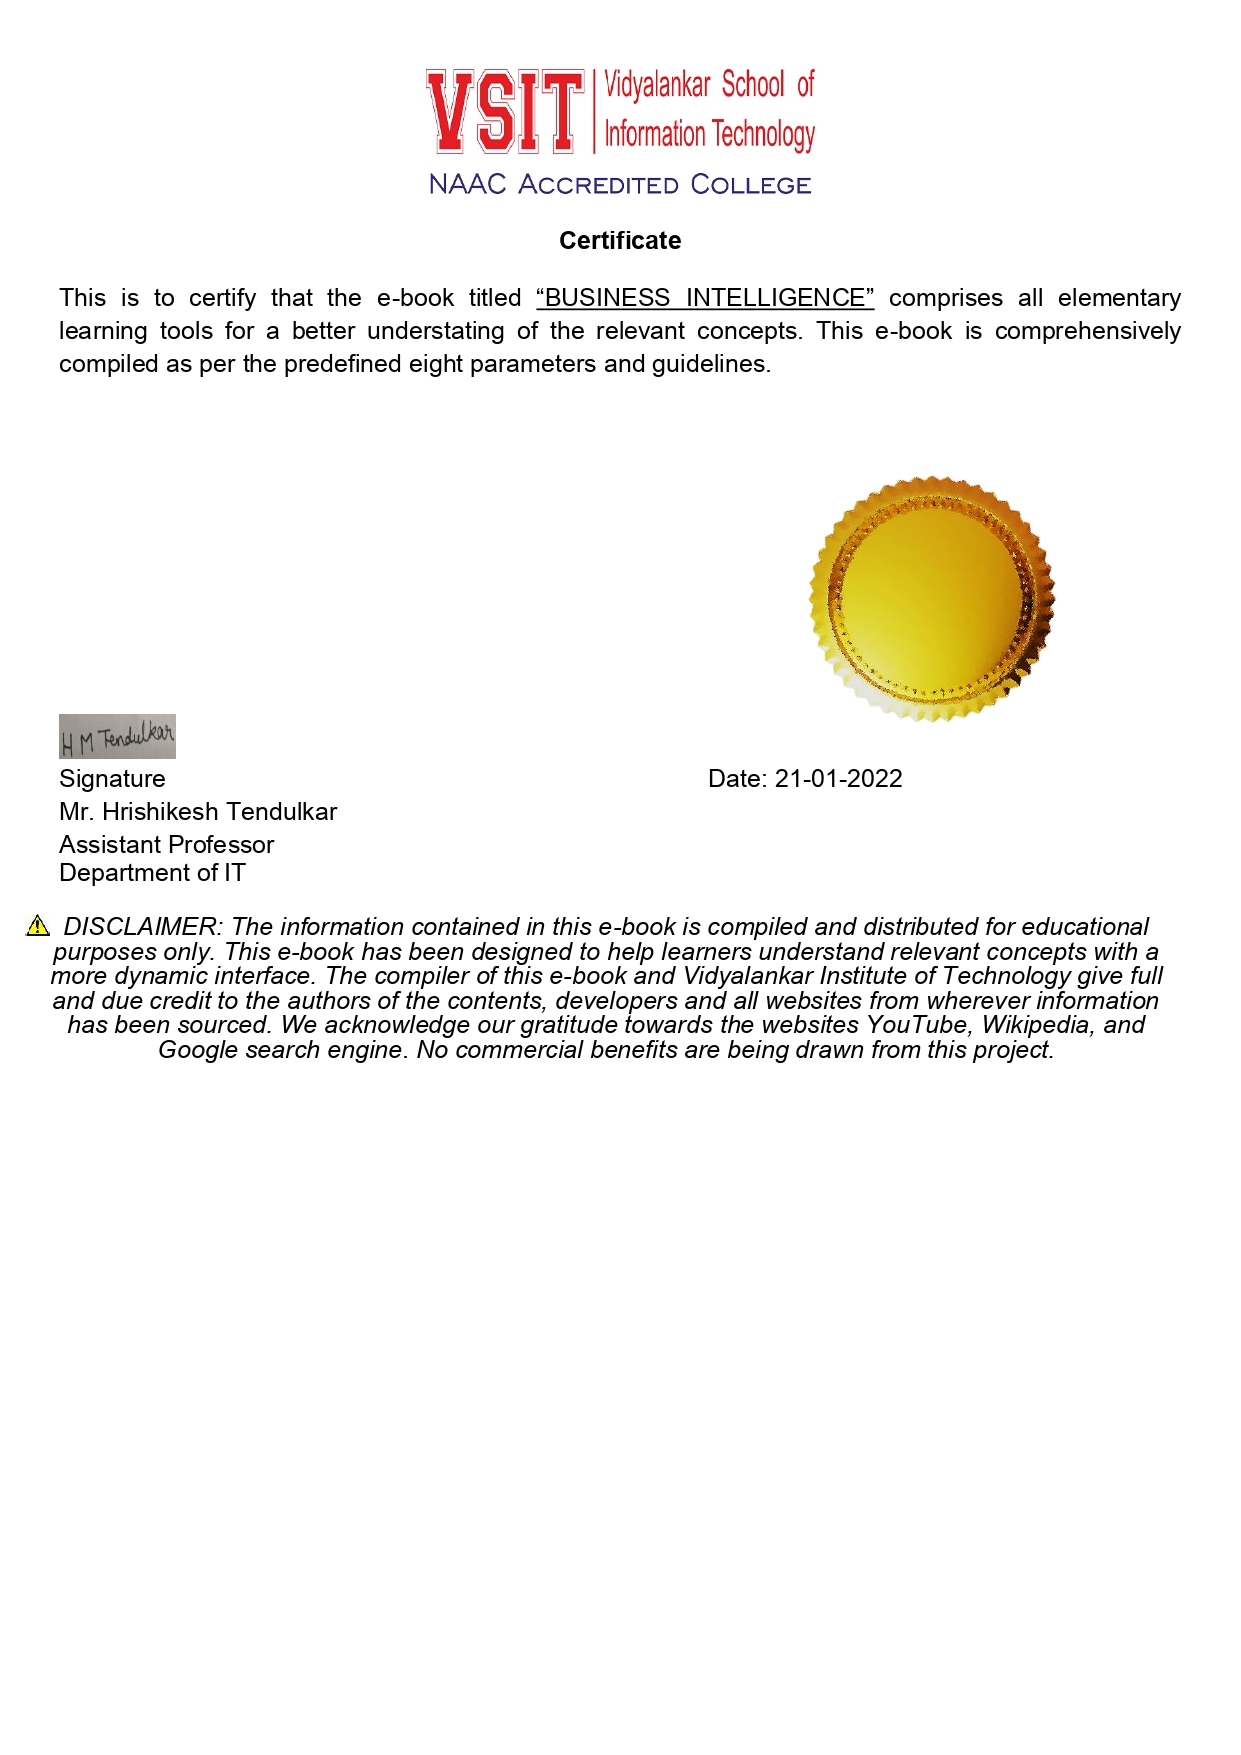 VSIT
Vidyalankar School of
Information Technology
NAAC ACCREDITED COLLEGE
Certificate
This is to certify that the e-book titled “BUSINESS INTELLIGENCE” comprises all elementary
learning tools for a better understating of the relevant concepts. This e-book is comprehensively
compiled as per the predefined eight parameters and guidelines.
H M Tendulkar
Signature Date: 21-01-2022
Mr. Hrishikesh Tendulkar
Assistant Professor
Department of IT
DISCLAIMER: The information contained in this e-book is compiled and distributed for educational
purposes only. This e-book has been designed to help learners understand relevant concepts with a
more dynamic interface. The compiler of this e-book and Vidyalankar Institute of Technology give full
and due credit to the authors of the contents, developers and all websites from wherever information
has been sourced. We acknowledge our gratitude towards the websites YouTube, Wikipedia, and
Google search engine. No commercial benefits are being drawn from this project.